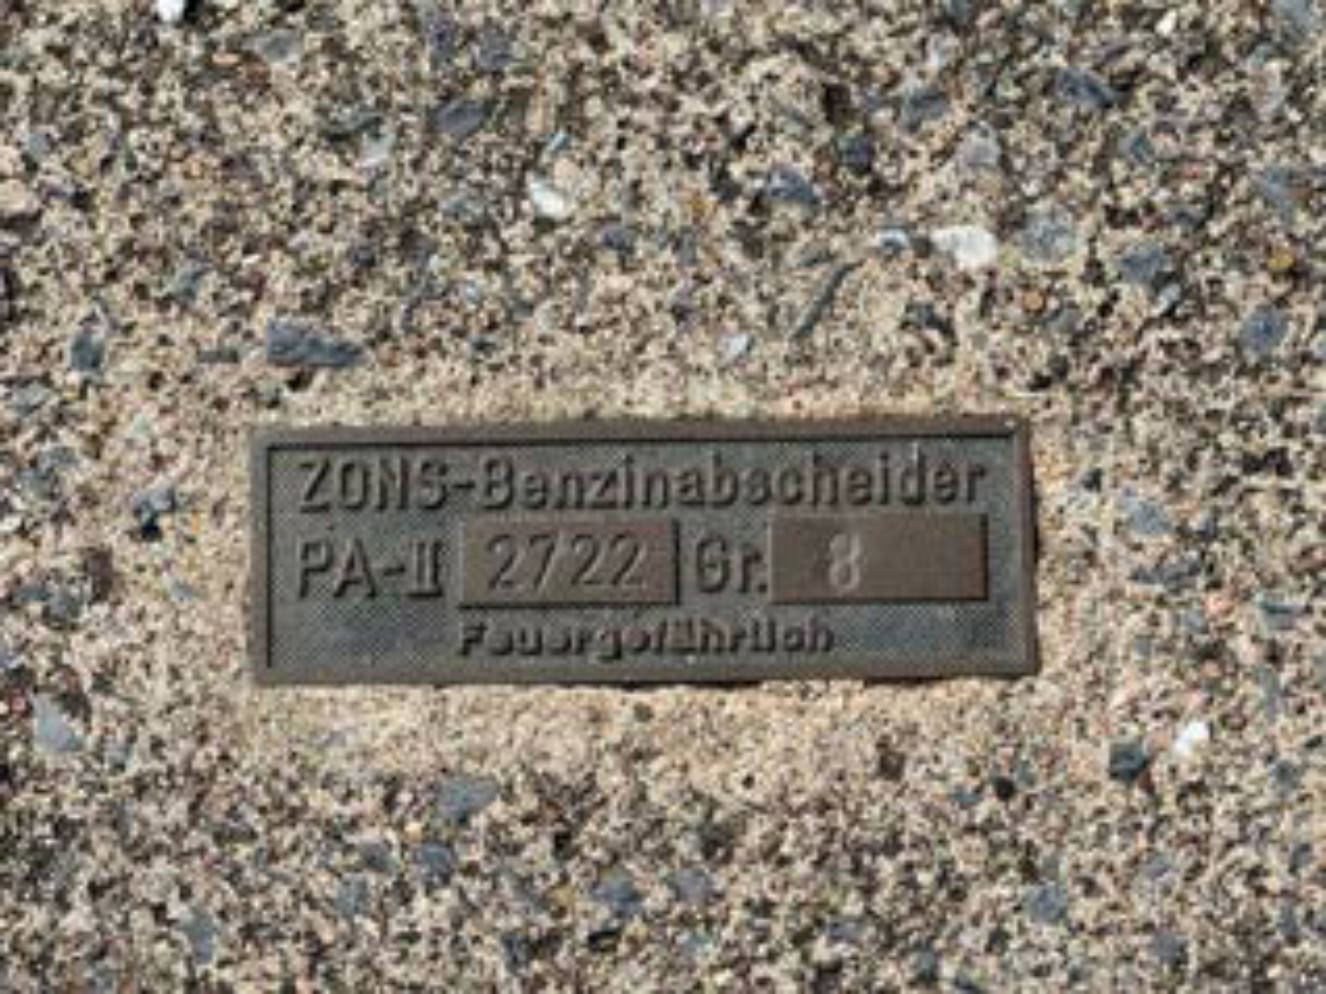 ZONS-Benzinabscheider
PA-II 2722 Gr. 8
Feuergefährlich